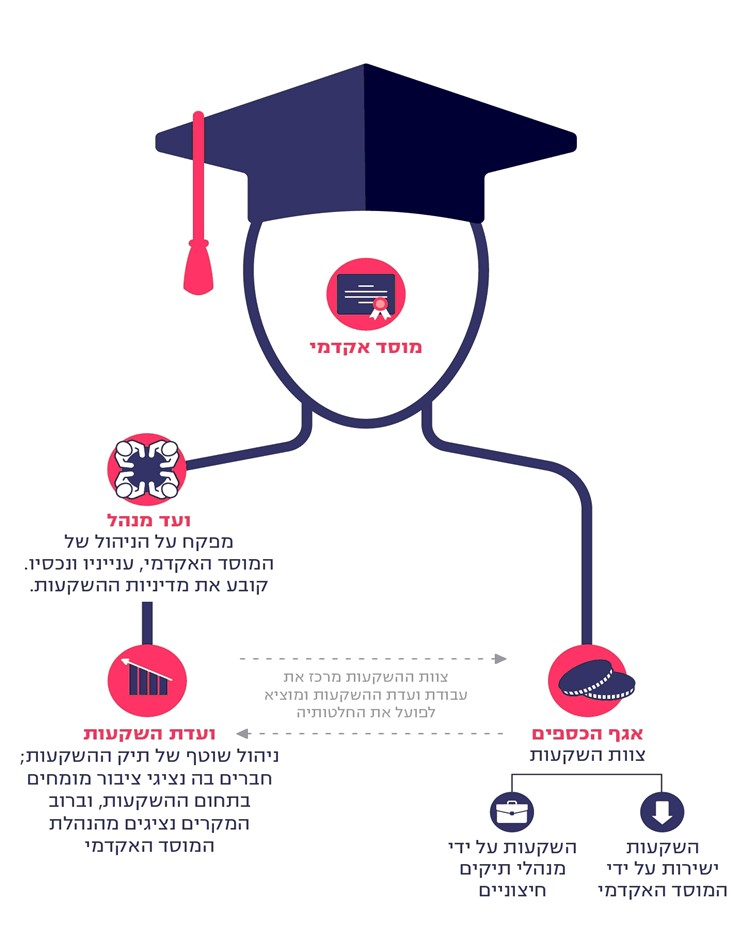 מוסד אקדמי
ועד מנהל
מפקח על הניהול של
המוסד האקדמי, ענייניו ונכסיו.
קובע את מדיניות ההשקעות.
צוות ההשקעות מרכז את
עבודת ועדת ההשקעות ומוציא
לפועל את החלטותיה
ועדת השקעות
ניהול שוטף של תיק ההשקעות;
חברים בה נציגי ציבור מומחים
בתחום ההשקעות, וברוב
המקרים נציגים מהנהלת
המוסד האקדמי
אגף הכספים
צוות השקעות
השקעות
ישירות על ידי
המוסד האקדמי
השקעות על ידי
מנהלי תיקים
חיצוניים